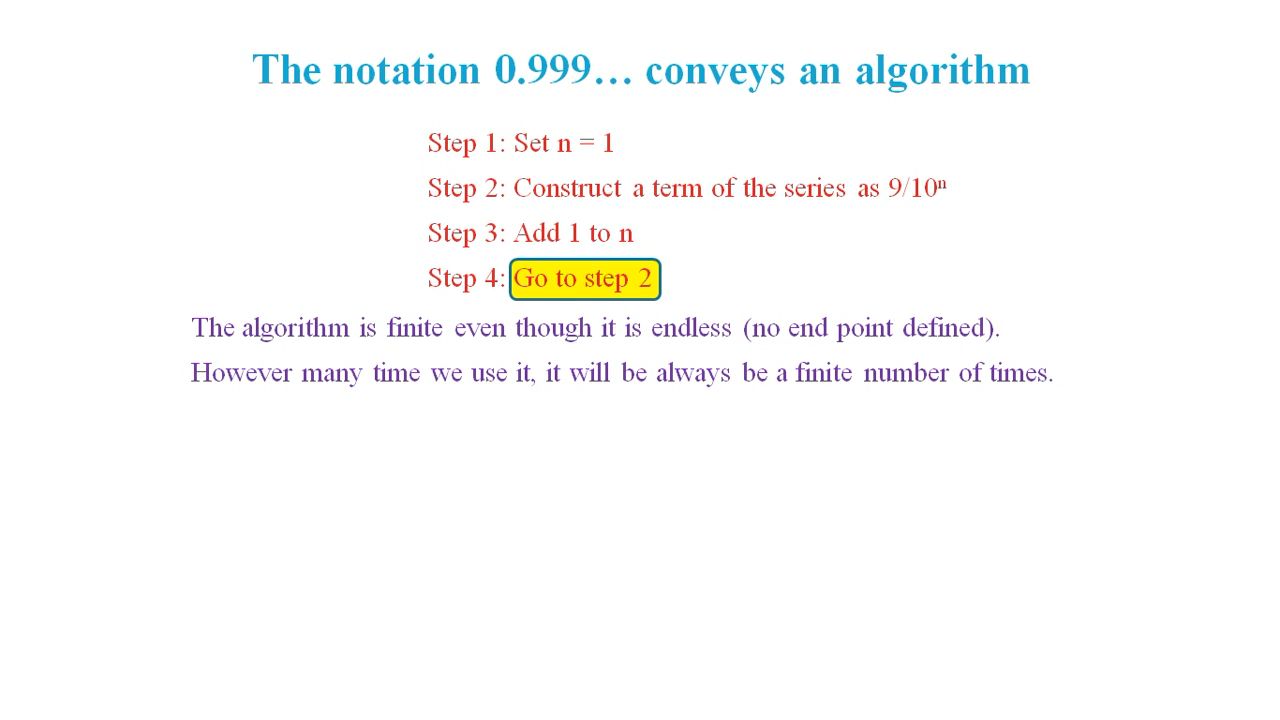 The notation 0.999… conveys an algorithm
Step 1: Set n = 1
Step 2: Construct a term of the series as 9/10ⁿ
Step 3: Add 1 to n
Step 4: Go to step 2
The algorithm is finite even though it is endless (no end point defined).
However many time we use it, it will be always be a finite number of times.